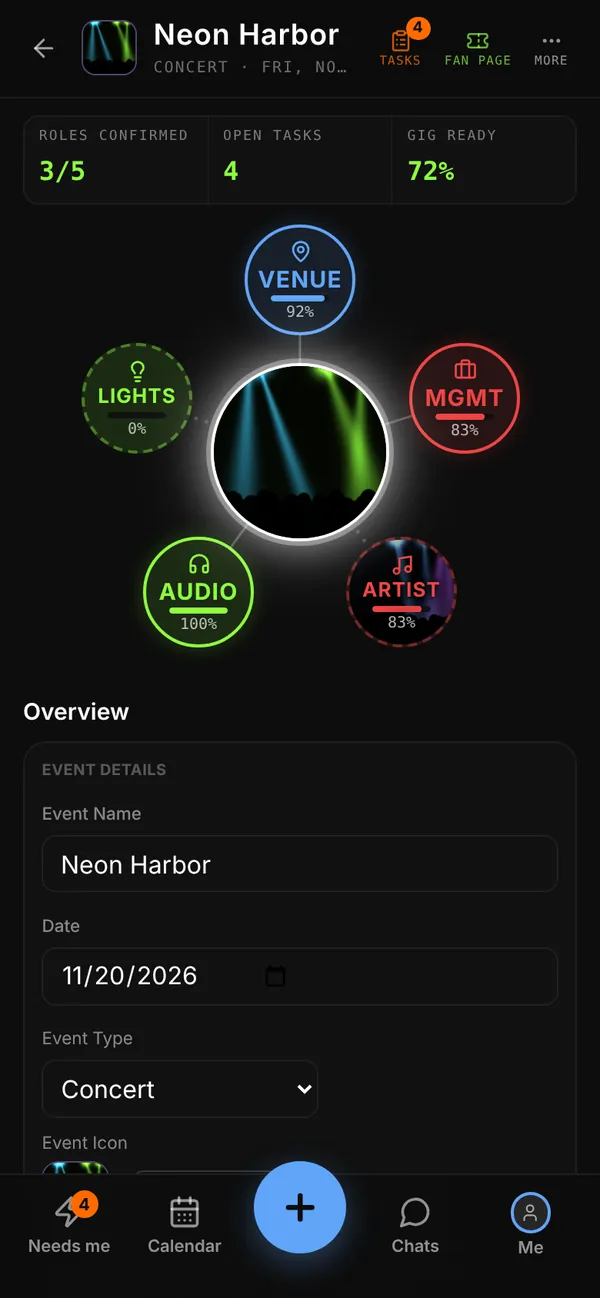 Neon Harbor
CONCERT · FRI, NO…
4
TASKS
FAN PAGE
MORE
ROLES CONFIRMED
3/5
OPEN TASKS
4
GIG READY
72%
VENUE
92%
LIGHTS
0%
MGMT
83%
AUDIO
100%
ARTIST
83%
Overview
EVENT DETAILS
Event Name
Neon Harbor
Date
11/20/2026
Event Type
Concert
Event Icon
4
Needs me
Calendar
Chats
Me